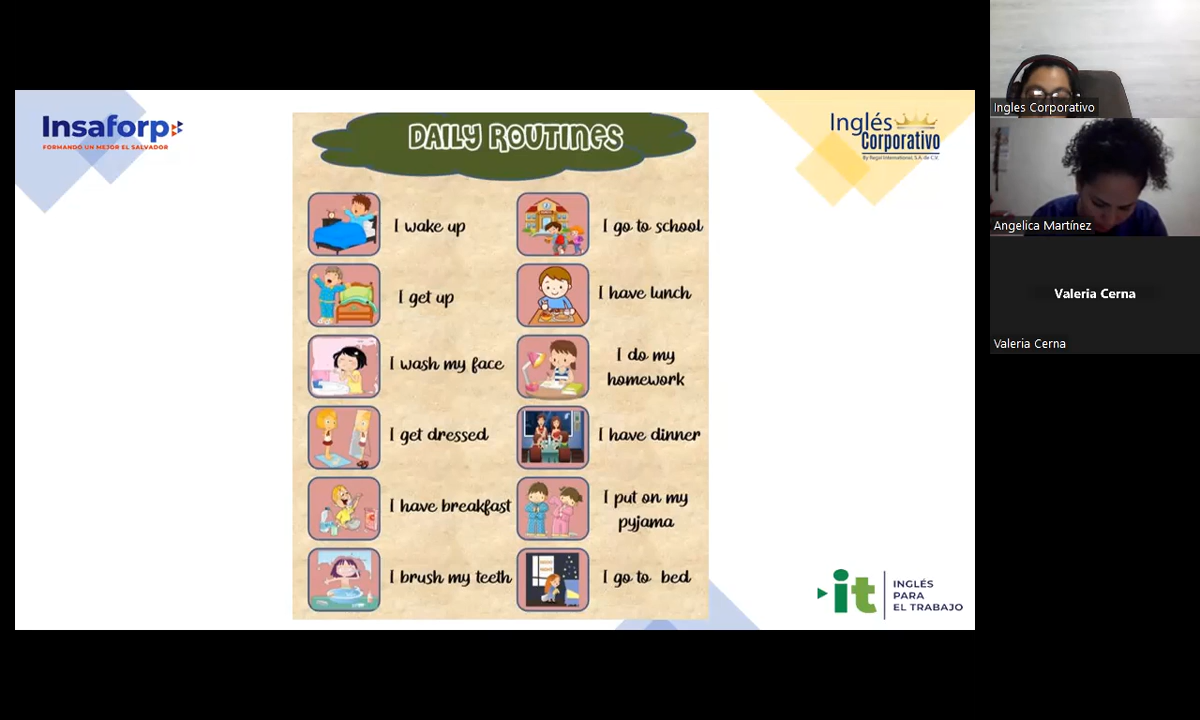 Insaforp
FORMANDO UN MEJOR EL SALVADOR
DAILY ROUTINES
Inglés
Corporativo
By Regal International, S.A. de C.V.
I wake up
I get up
I wash my face
I get dressed
I have breakfast
I brush my teeth
I go to school
I have lunch
I do my
homework
I have dinner
I put on my
pyjama
I go to bed
it
INGLÉS
PARA
EL TRABAJO
Ingles Corporativo
Angelica Martínez
Valeria Cerna
Valeria Cerna